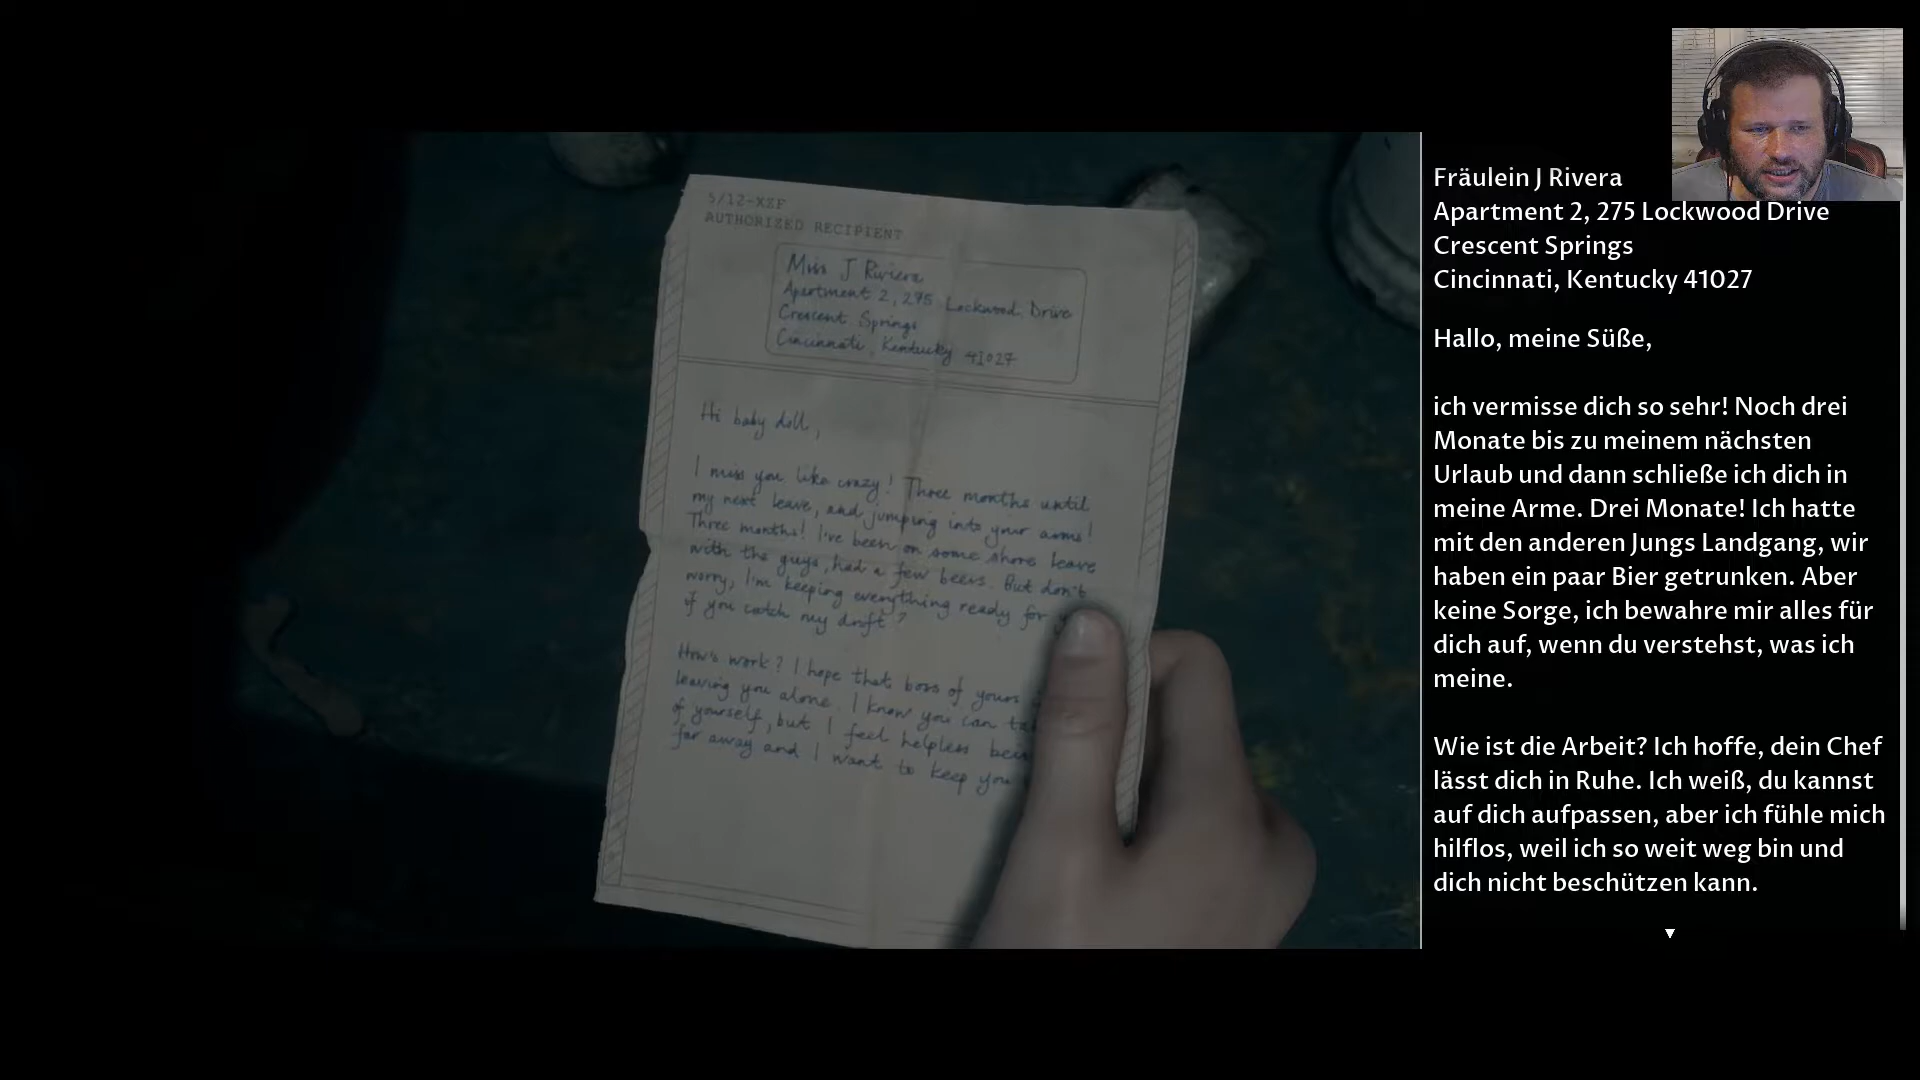 5/12-XZF
AUTHORIZED RECIPIENT
Miss J Riviera
Apartment 2, 275 Lockwood Drive
Crescent Springs
Cincinnati, Kentucky 41027
Hi baby doll,
I miss you like crazy! Three months until
my next leave, and jumping into your arms!
Three months! I've been on some shore leave
with the guys, had a few beers. But don't
worry, I'm keeping everything ready for
if you catch my drift?
How's work? I hope that boss of yours
leaving you alone. I know you can
of yourself, but I feel helpless
far away and I want to keep you
Fräulein J Rivera
Apartment 2, 275 Lockwood Drive
Crescent Springs
Cincinnati, Kentucky 41027
Hallo, meine Süße,
ich vermisse dich so sehr! Noch drei
Monate bis zu meinem nächsten
Urlaub und dann schließe ich dich in
meine Arme. Drei Monate! Ich hatte
mit den anderen Jungs Landgang, wir
haben ein paar Bier getrunken. Aber
keine Sorge, ich bewahre mir alles für
dich auf, wenn du verstehst, was ich
meine.
Wie ist die Arbeit? Ich hoffe, dein Chef
lässt dich in Ruhe. Ich weiß, du kannst
auf dich aufpassen, aber ich fühle mich
hilflos, weil ich so weit weg bin und
dich nicht beschützen kann.